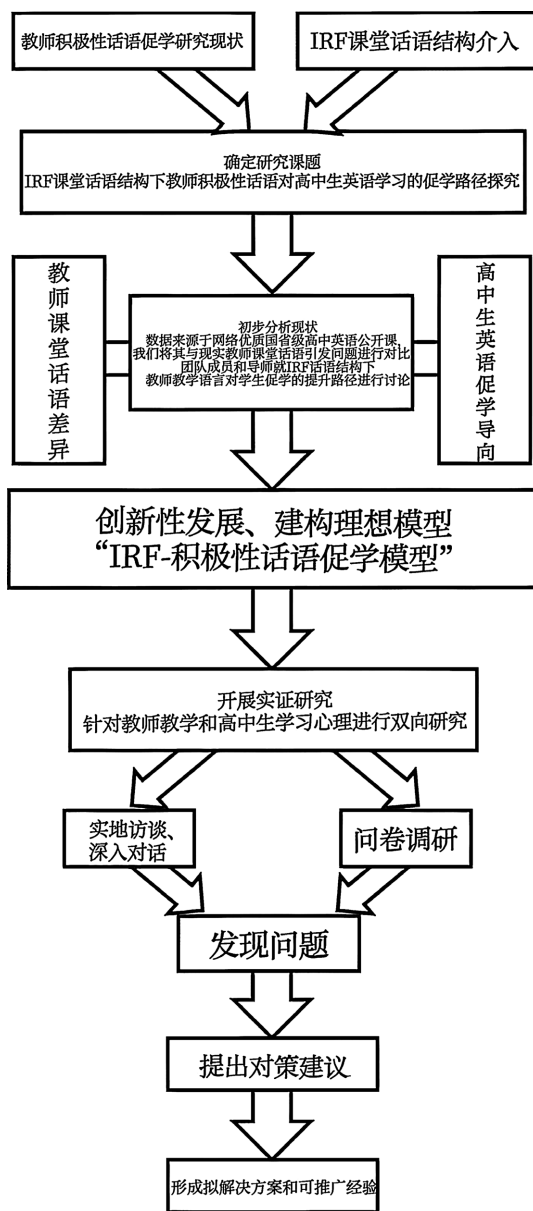 教师积极性话语促学研究现状
IRF课堂话语结构介入
确定研究课题
IRF课堂话语结构下教师积极性话语对高中生英语学习的促学路径探究
教师课堂话语差异
初步分析现状
数据来源于网络优质国省级高中英语公开课,
我们将其与现实教师课堂话语引发问题进行对比
团队成员和导师就IRF话语结构下
教师教学语言对学生促学的提升路径进行讨论
高中生英语促学导向
创新性发展、建构理想模型
“IRF-积极性话语促学模型”
开展实证研究
针对教师教学和高中生学习心理进行双向研究
实地访谈、
深入对话
问卷调研
发现问题
提出对策建议
形成拟解决方案和可推广经验